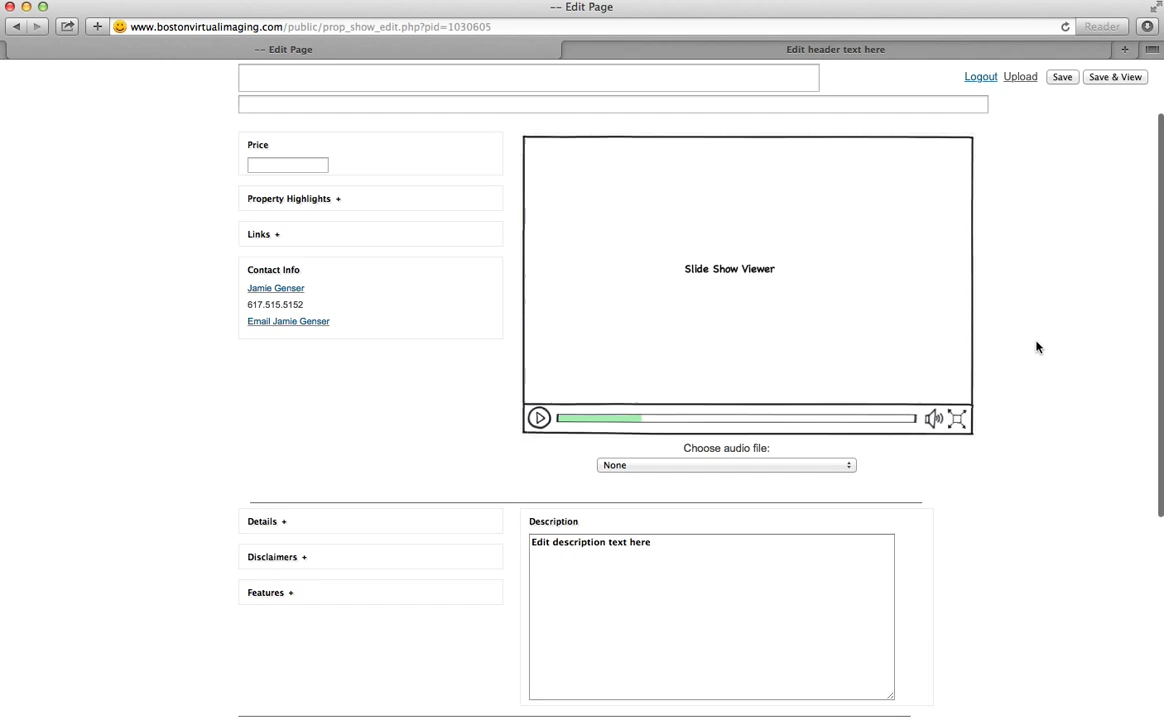 -- Edit Page
www.bostonvirtualimaging.com/public/prop_show_edit.php?pid=1030605
Reader
-- Edit Page
Edit header text here
Logout Upload Save Save & View
Price
Property Highlights +
Links +
Contact Info
Jamie Genser
617.515.5152
Email Jamie Genser
Slide Show Viewer
Choose audio file:
None
Details +
Disclaimers +
Features +
Description
Edit description text here